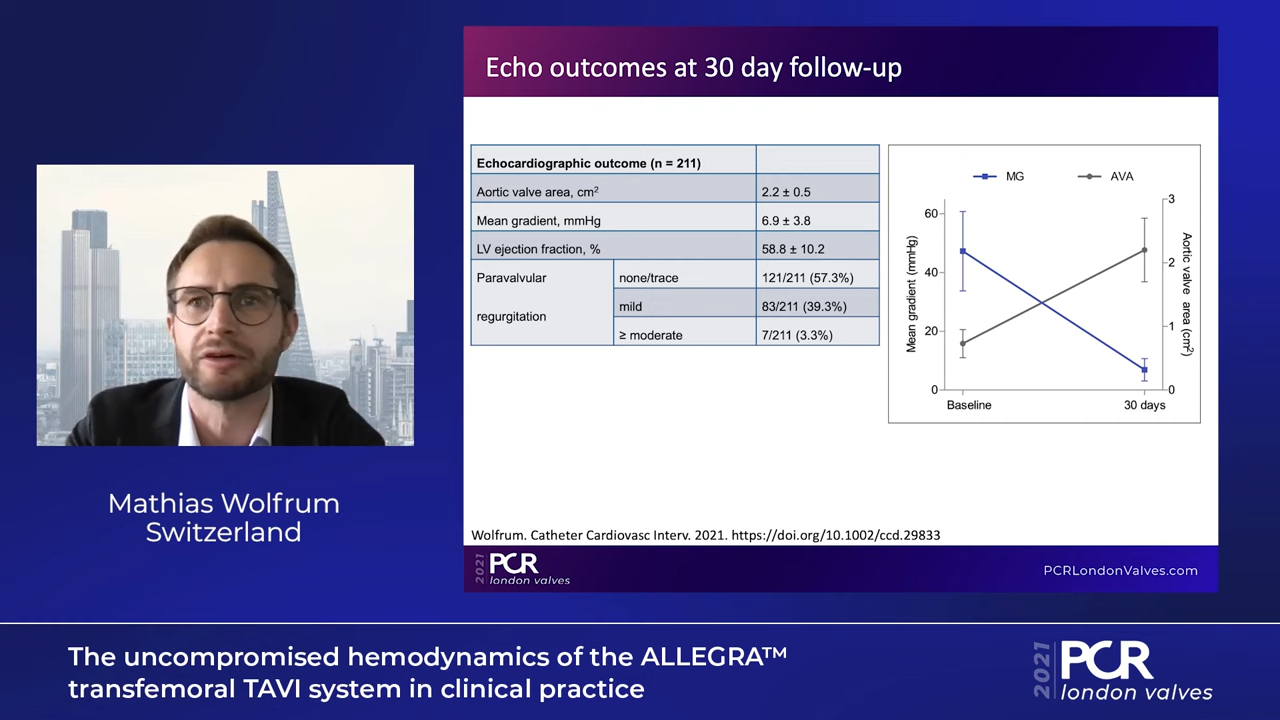 Echo outcomes at 30 day follow-up
Echocardiographic outcome (n = 211)
Aortic valve area, cm² 2.2 ± 0.5
Mean gradient, mmHg 6.9 ± 3.8
LV ejection fraction, % 58.8 ± 10.2
Paravalvular regurgitation
none/trace 121/211 (57.3%)
mild 83/211 (39.3%)
≥ moderate 7/211 (3.3%)
MG AVA
Mean gradient (mmHg)
60
40
20
0
3
2
1
0
Aortic valve area (cm²)
Baseline 30 days
Wolfrum. Catheter Cardiovasc Interv. 2021. https://doi.org/10.1002/ccd.29833
2021 PCR
london valves
PCRLondonValves.com
Mathias Wolfrum
Switzerland
The uncompromised hemodynamics of the ALLEGRA™
transfemoral TAVI system in clinical practice
2021 PCR
london valves